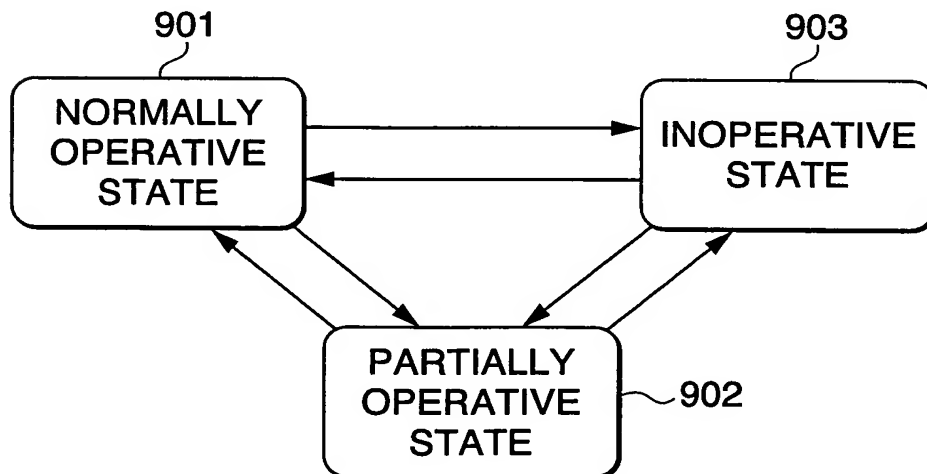 901
903
NORMALLY
OPERATIVE
STATE
INOPERATIVE
STATE
PARTIALLY
OPERATIVE
STATE
902